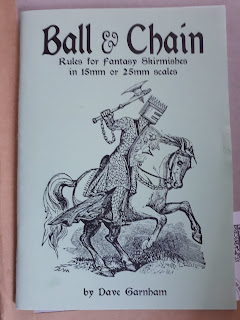 Ball & Chain
Rules for Fantasy Skirmishes
in 15mm or 25mm scales
by Dave Garnham